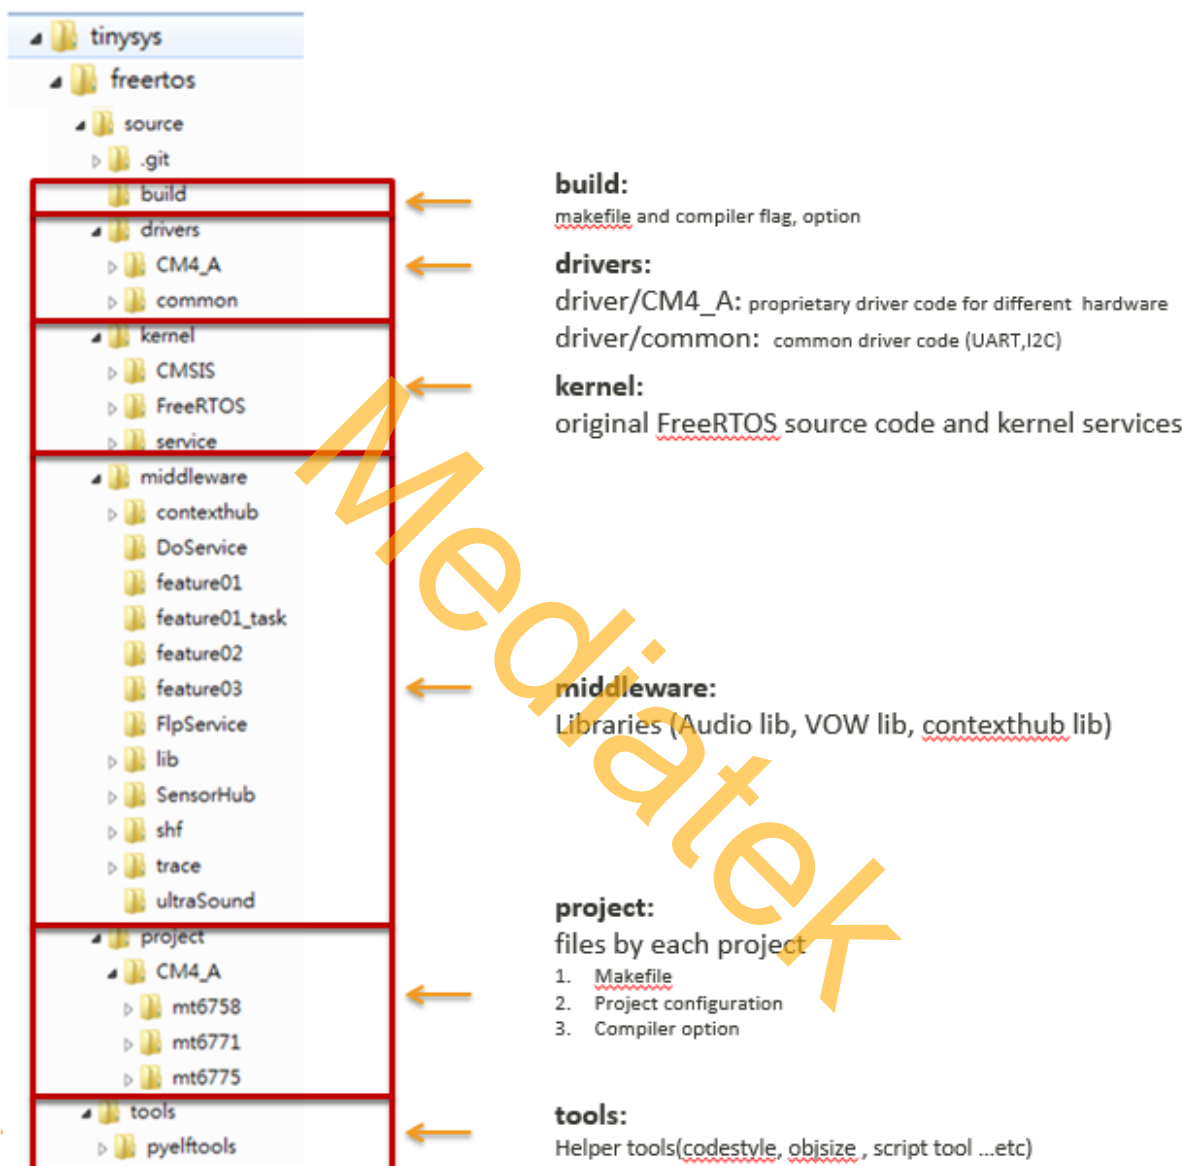 tinysys
freertos
source
.git
build
drivers
CM4_A
common
kernel
CMSIS
FreeRTOS
service
middleware
contexthub
DoService
feature01
feature01_task
feature02
feature03
FlpService
lib
SensorHub
shf
trace
ultraSound
project
CM4_A
mt6758
mt6771
mt6775
tools
pyelftools
build:
makefile and compiler flag, option
drivers:
driver/CM4_A: proprietary driver code for different hardware
driver/common: common driver code (UART,I2C)
kernel:
original FreeRTOS source code and kernel services
middleware:
Libraries (Audio lib, VOW lib, contexthub lib)
project:
files by each project
1. Makefile
2. Project configuration
3. Compiler option
tools:
Helper tools(codestyle, objsize , script tool ...etc)
Mediatek